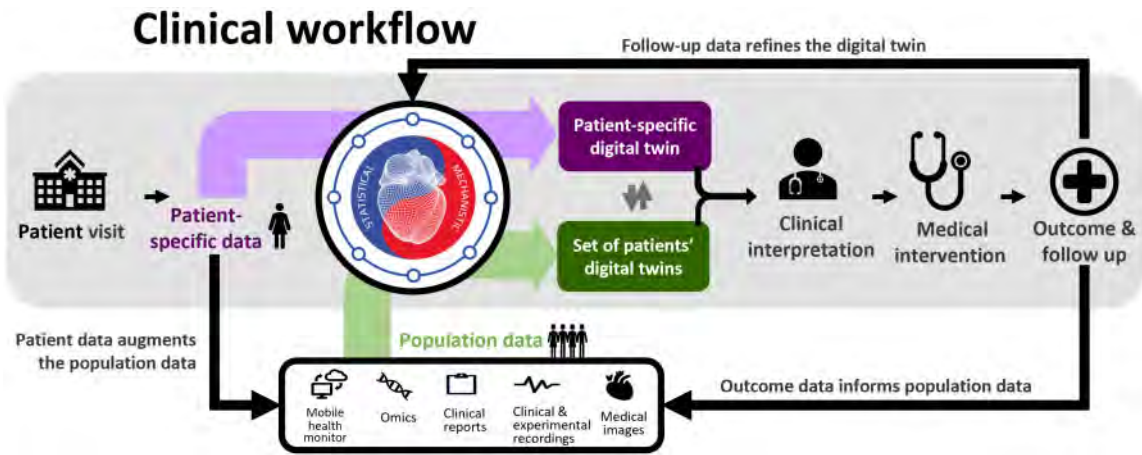 Clinical workflow
Follow-up data refines the digital twin
Patient visit
Patient-
specific data
STATISTICAL
MECHANISTIC
Patient-specific
digital twin
Set of patients'
digital twins
Clinical
interpretation
Medical
intervention
Outcome &
follow up
Patient data augments
the population data
Population data
Outcome data informs population data
Mobile
health
monitor
Omics
Clinical
reports
Clinical &
experimental
recordings
Medical
images